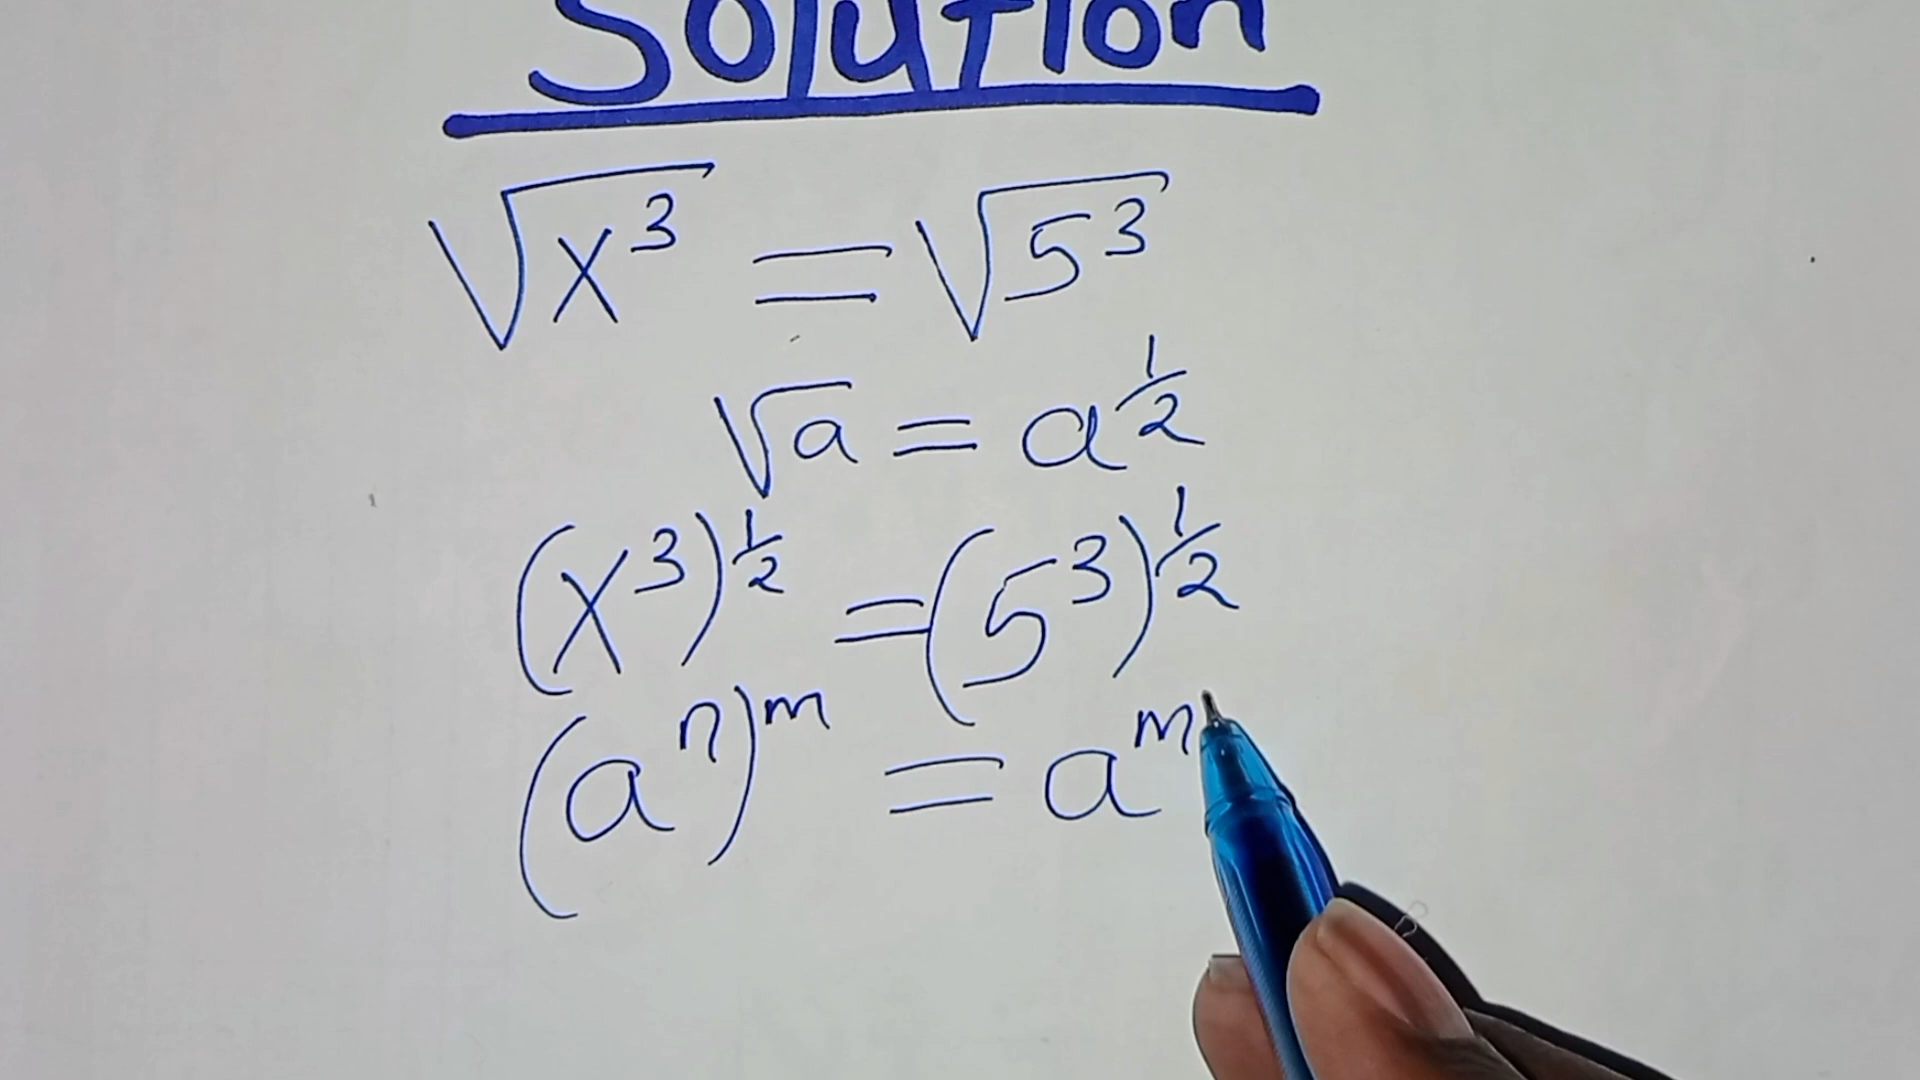 Solution
√x³ = √5³
√a = a^½
(x³)^½ = (5³)^½
(aⁿ)ᵐ = aᵐ